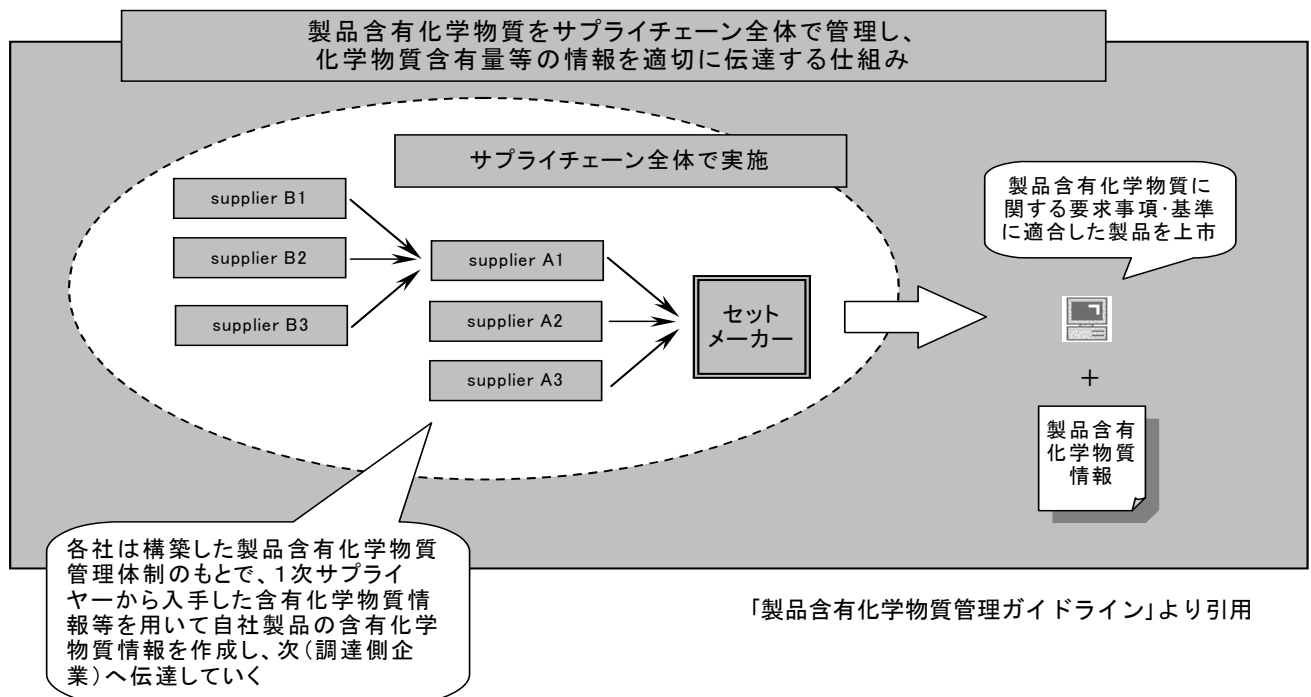 製品含有化学物質をサプライチェーン全体で管理し、
化学物質含有量等の情報を適切に伝達する仕組み
サプライチェーン全体で実施
supplier B1
supplier B2
supplier B3
supplier A1
supplier A2
supplier A3
セット
メーカー
製品含有化学物質に
関する要求事項・基準
に適合した製品を上市
+
製品含有
化学物質
情報
各社は構築した製品含有化学物質
管理体制のもとで、1次サプライ
ヤーから入手した含有化学物質情
報等を用いて自社製品の含有化学
物質情報を作成し、次(調達側企
業)へ伝達していく
「製品含有化学物質管理ガイドライン」より引用